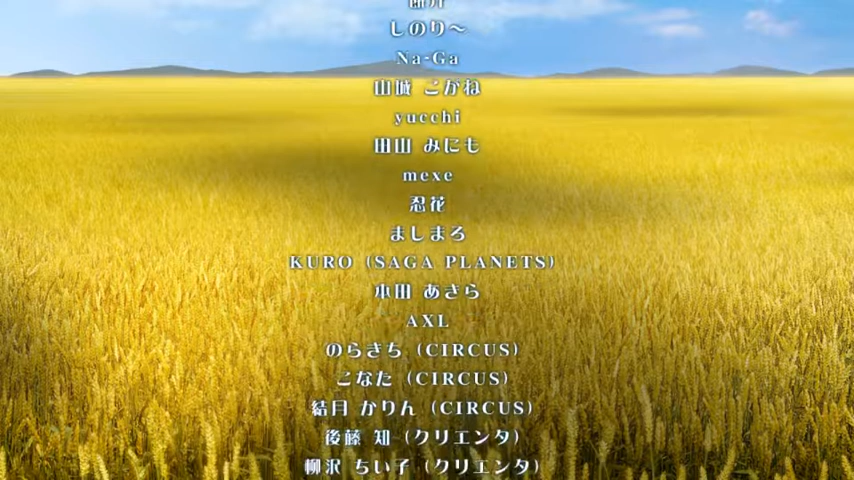 しのり～
Na-Ga
山城 こかね
yucchi
田山 みにも
mexe
忍花
ましまろ
KURO (SAGA PLANETS)
本田 あきら
AXL
のらきち (CIRCUS)
こなた (CIRCUS)
結月 かりん (CIRCUS)
後藤 知 (クリエンタ)
柳沢 ちい子 (クリエンタ)